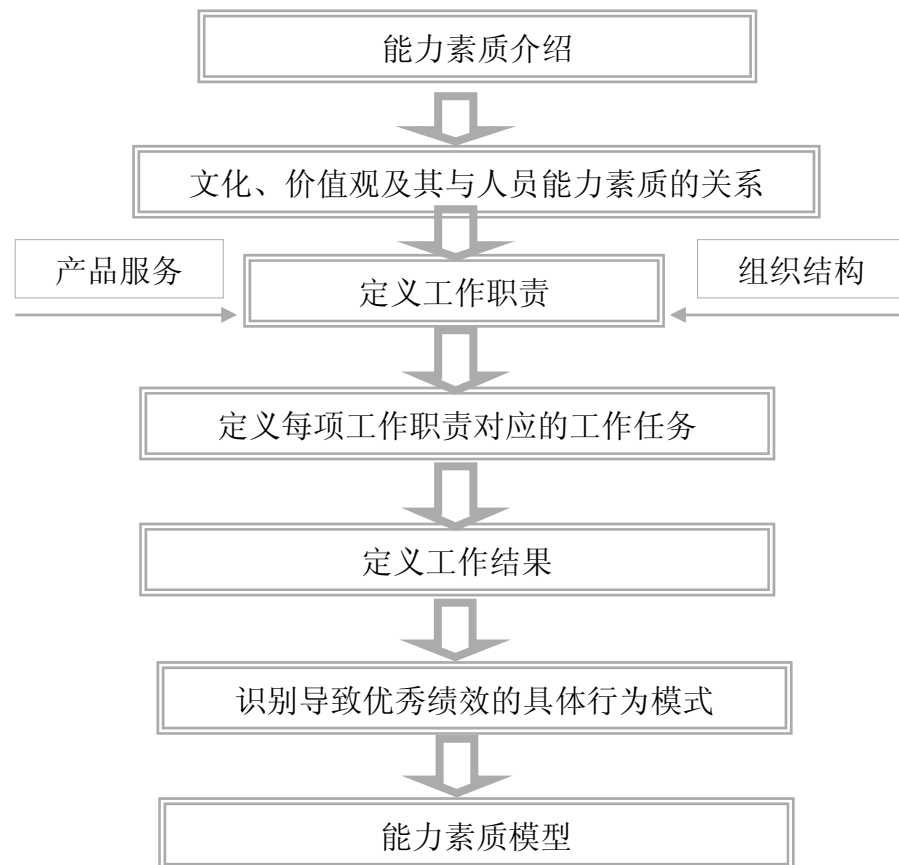 能力素质介绍
文化、价值观及其与人员能力素质的关系
产品服务
定义工作职责
组织结构
定义每项工作职责对应的工作任务
定义工作结果
识别导致优秀绩效的具体行为模式
能力素质模型